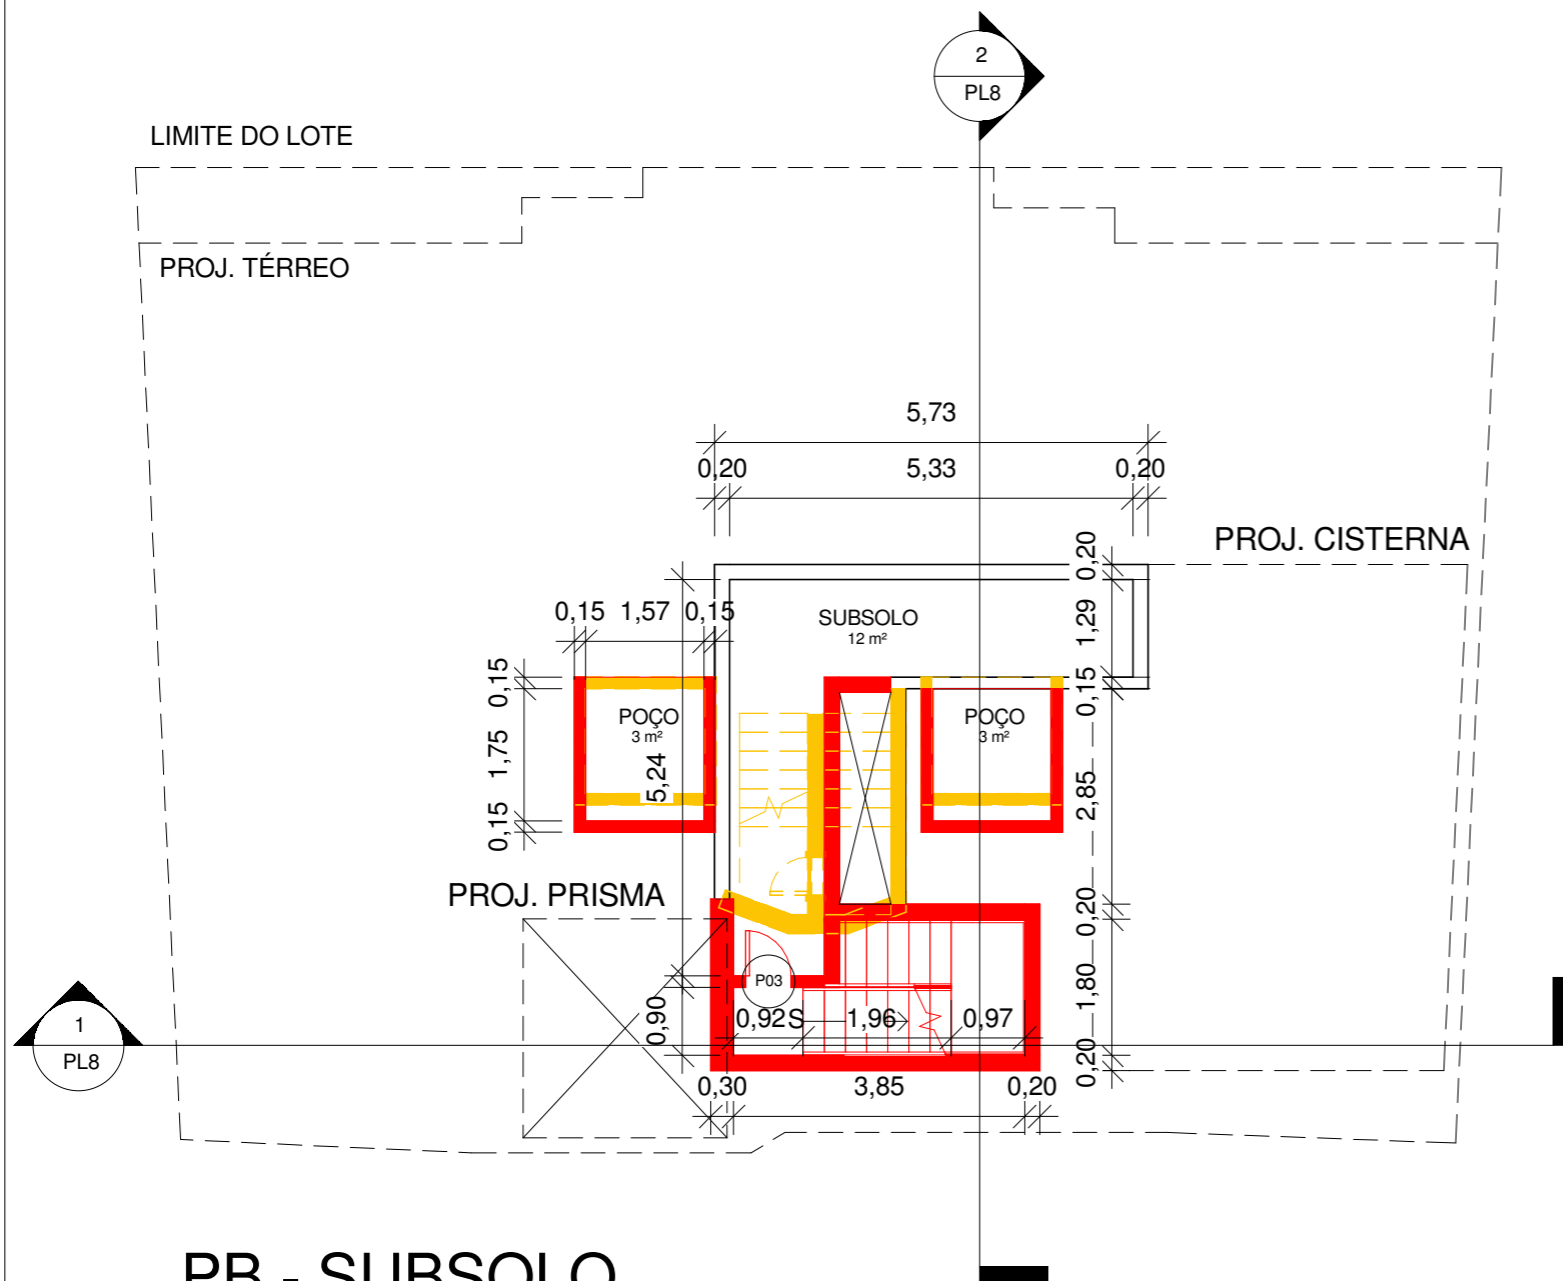 2
PL8
LIMITE DO LOTE
PROJ. TÉRREO
5,73
0,20 5,33 0,20
PROJ. CISTERNA
0,20
0,15 1,57 0,15
SUBSOLO
12 m²
1,29
0,15
0,15
POÇO
3 m²
POÇO
3 m²
1,75
5,24
2,85
0,15
PROJ. PRISMA
0,20
P03
1,80
1
PL8
0,90
0,92 S 1,96 0,97
0,20
0,30 3,85 0,20
PB - SUBSOLO